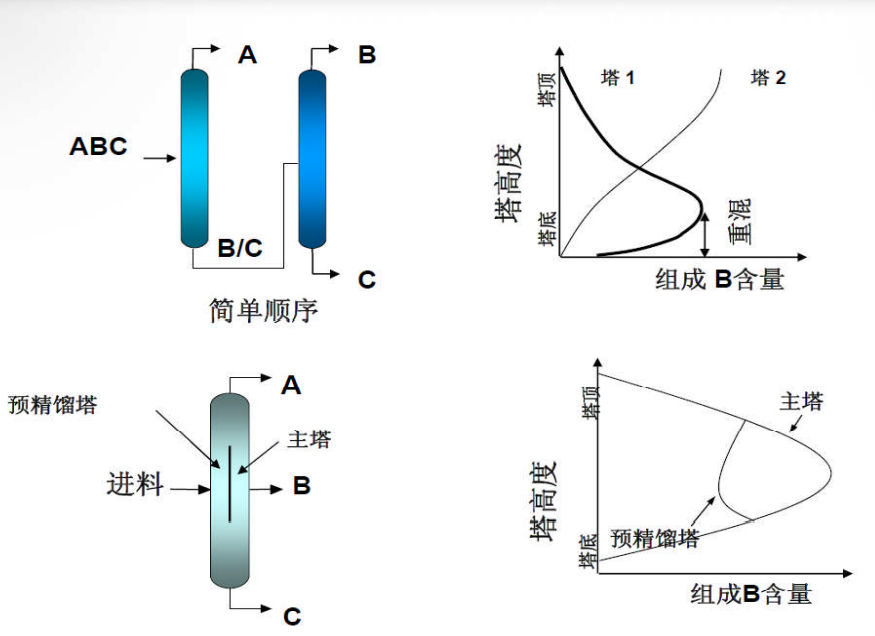 A
B
ABC
B/C
C
简单顺序
塔顶
塔 1
塔 2
塔高度
塔底
重混
组成 B含量
预精馏塔
A
主塔
进料
B
C
塔顶
主塔
塔高度
预精馏塔
塔底
组成B含量